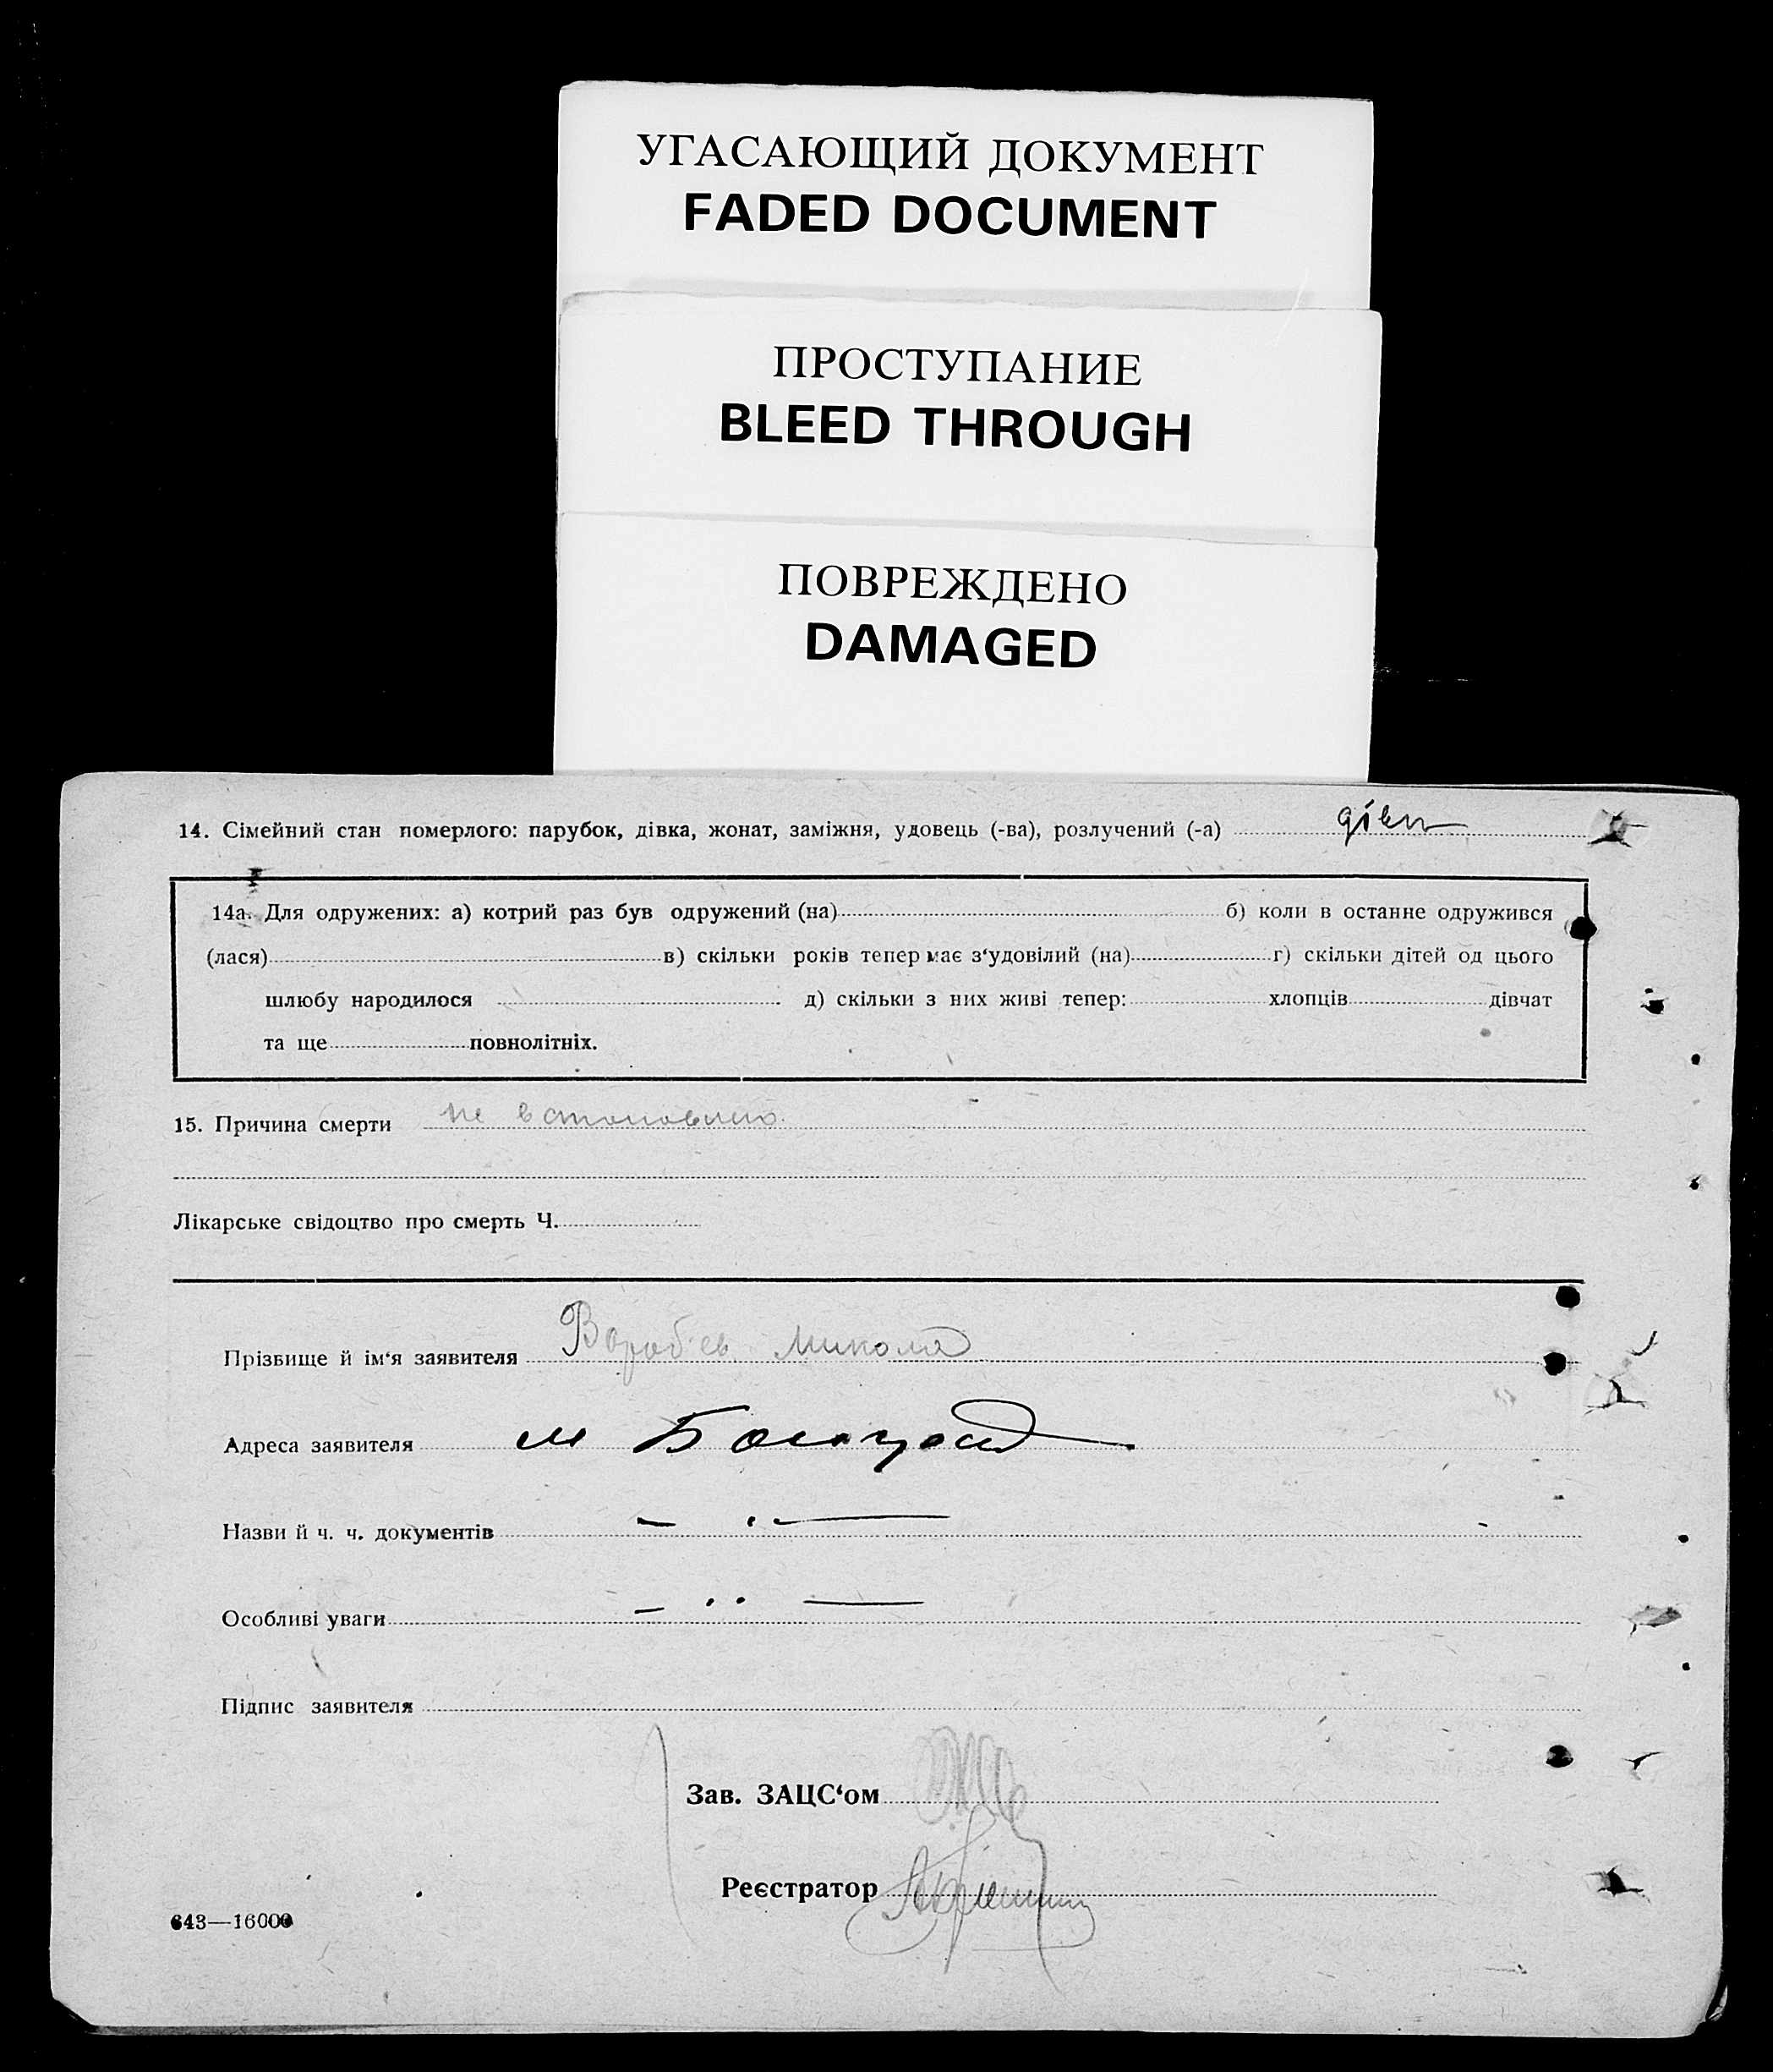 УГАСАЮЩИЙ ДОКУМЕНТ
FADED DOCUMENT
ПРОСТУПАНИЕ
BLEED THROUGH
ПОВРЕЖДЕНО
DAMAGED
14. Сімейний стан померлого: парубок, дівка, жонат, заміжня, удовець (-ва), розлучений (-а)
14а. Для одружених: а) котрий раз був одружений (на) б) коли в останнє одружився
(лася) в) скільки років тепер має з‘удовілий (на) г) скільки дітей од цього
шлюбу народилося д) скільки з них живі тепер: хлопців дівчат
та ще повнолітніх.
15. Причина смерти не встановлено.
Лікарське свідоцтво про смерть Ч.
Прізвище й ім‘я заявителя Воробʼєв Микола
Адреса заявителя м
Назви й ч. ч. документів — ‘‘ —
Особливі уваги — ‘‘ —
Підпис заявителя
Зав. ЗАЦС‘ом
Реєстратор
643—16000